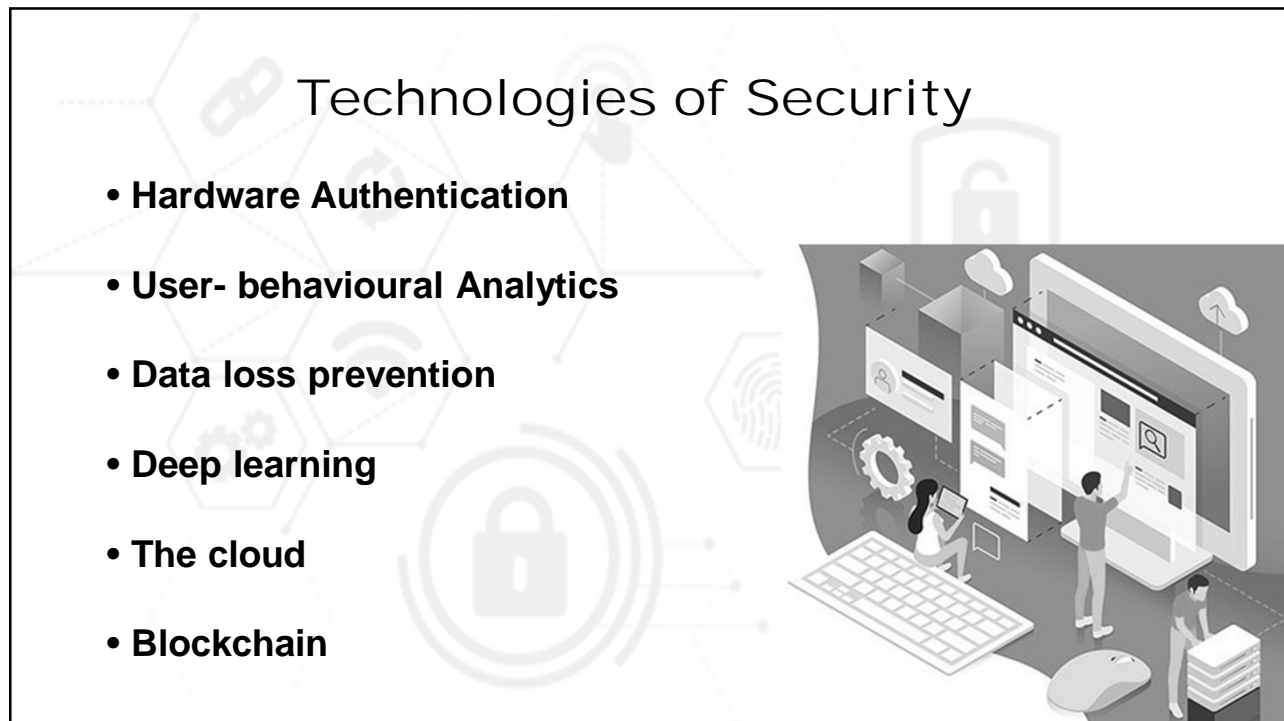 Technologies of Security
• Hardware Authentication
• User- behavioural Analytics
• Data loss prevention
• Deep learning
• The cloud
• Blockchain